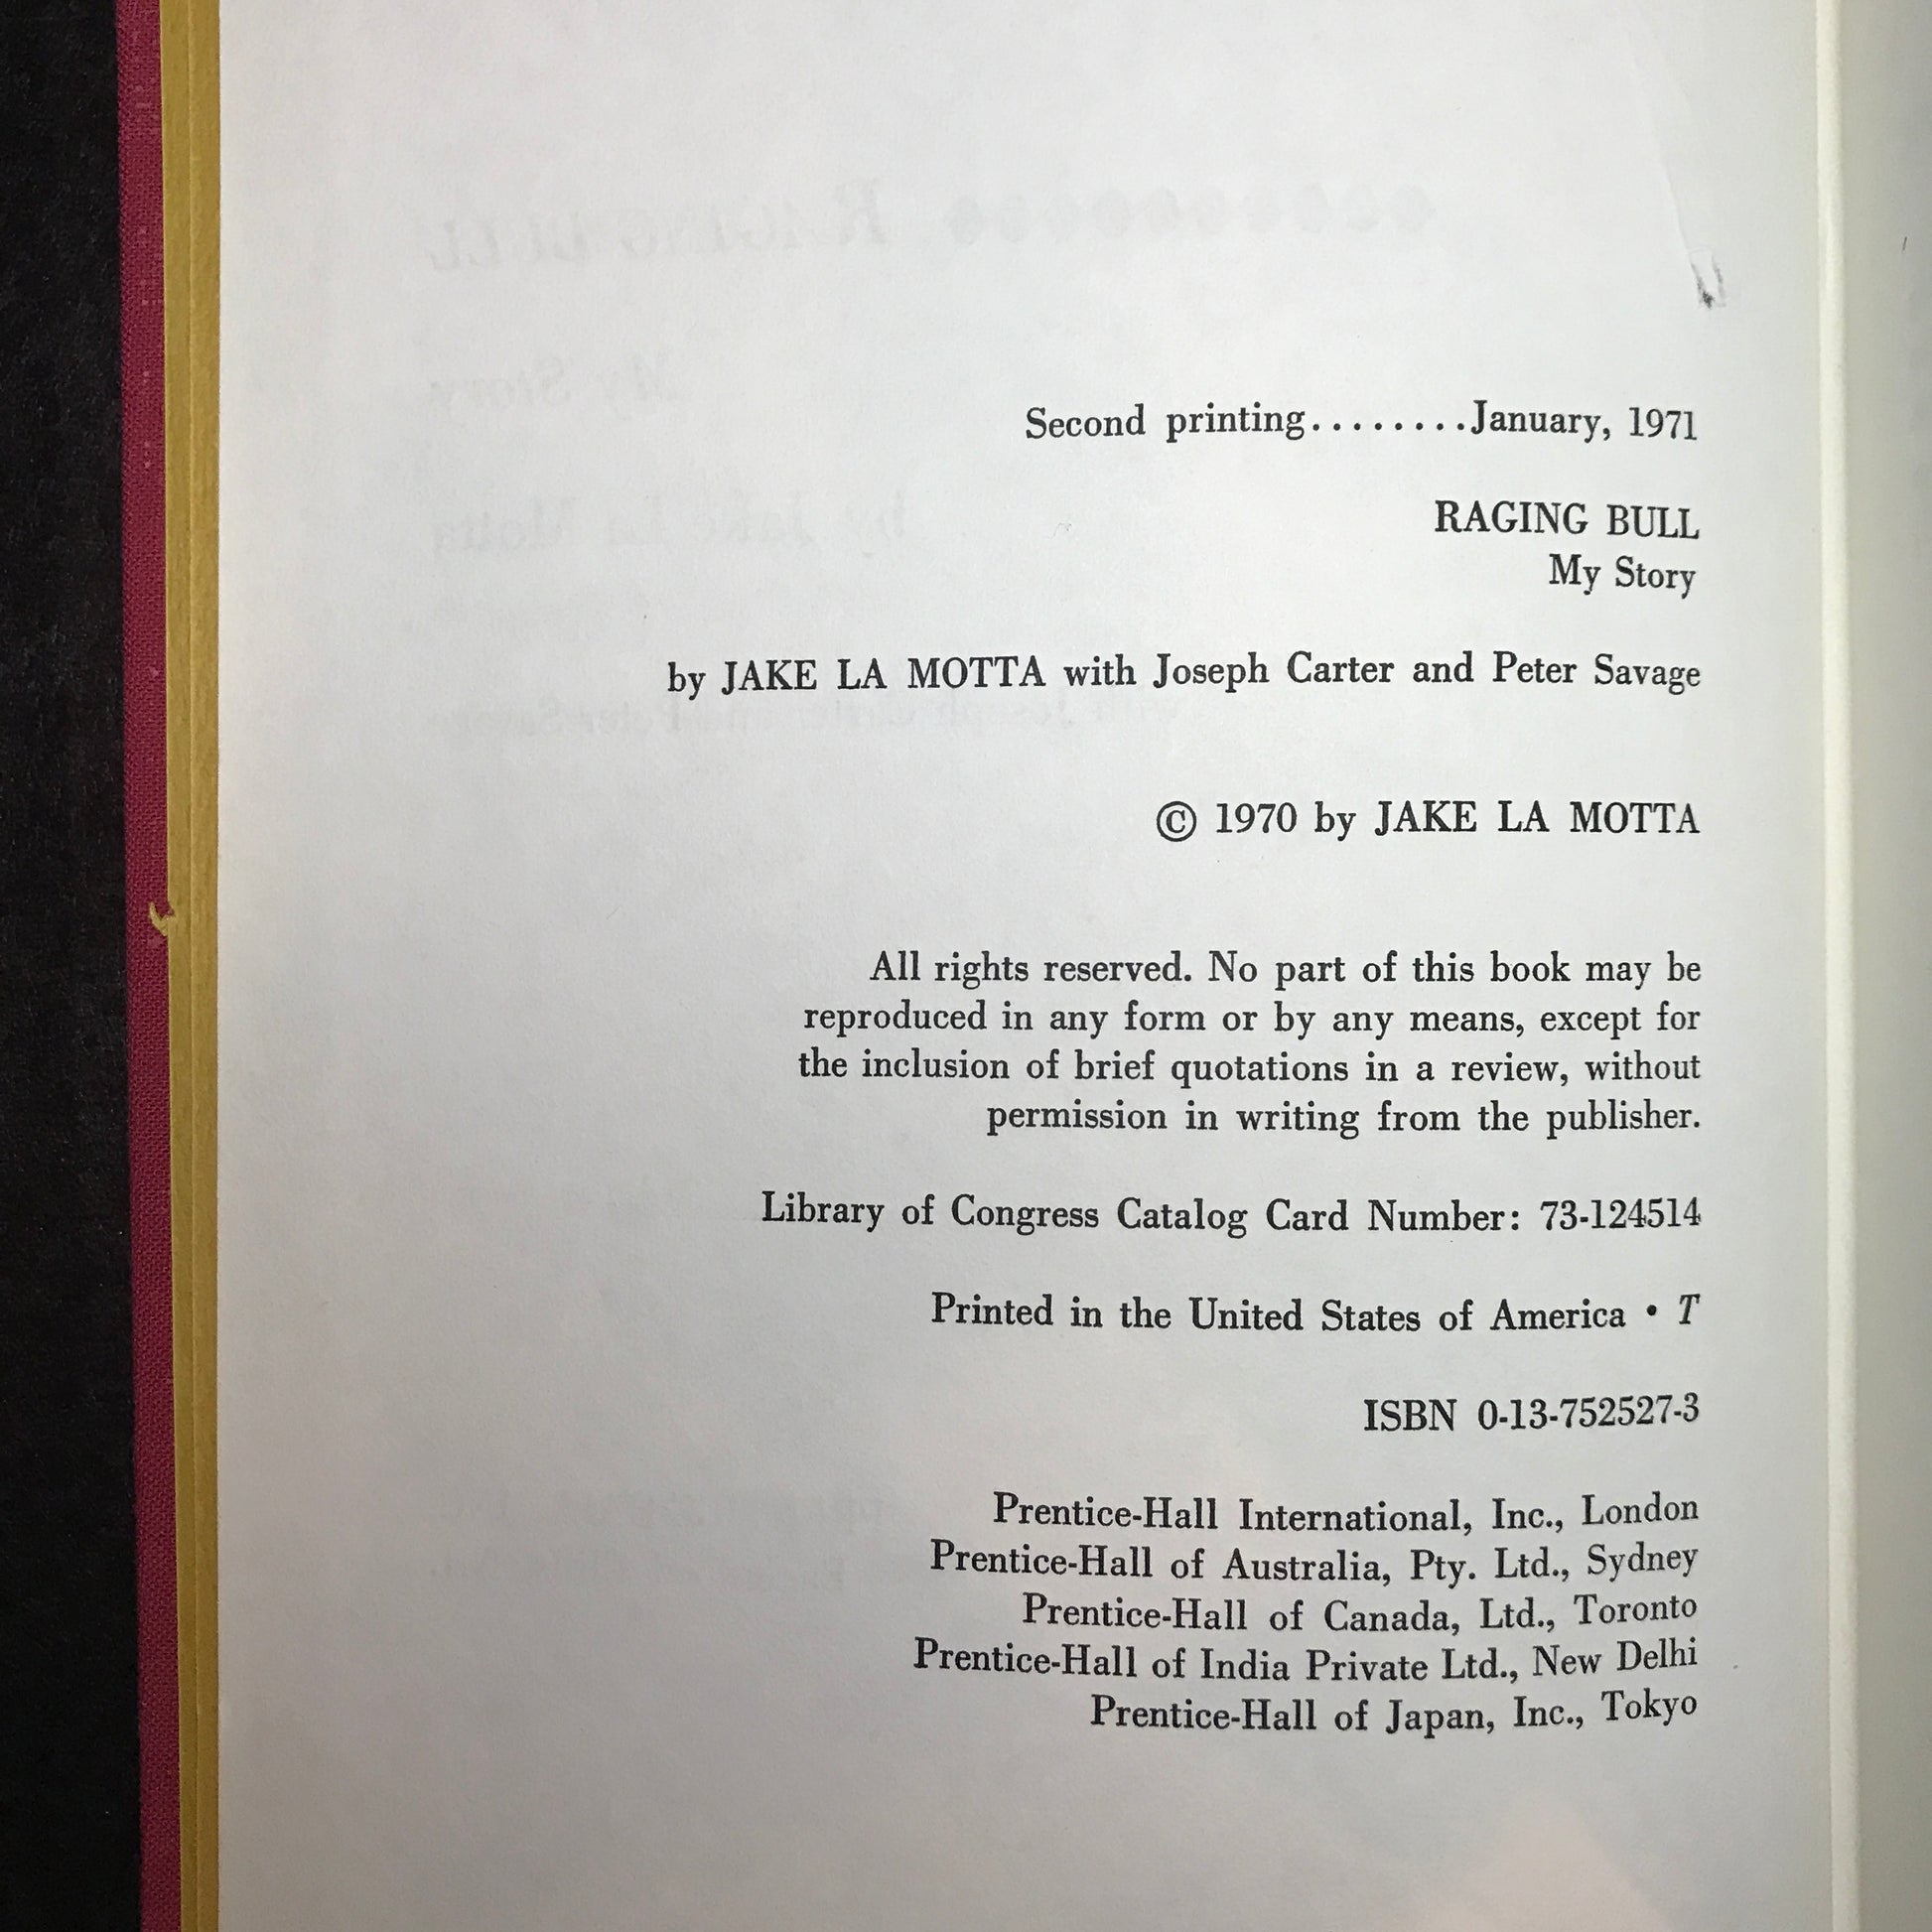 Second printing........January, 1971
RAGING BULL
My Story
by JAKE LA MOTTA with Joseph Carter and Peter Savage
© 1970 by JAKE LA MOTTA
All rights reserved. No part of this book may be
reproduced in any form or by any means, except for
the inclusion of brief quotations in a review, without
permission in writing from the publisher.
Library of Congress Catalog Card Number: 73-124514
Printed in the United States of America • T
ISBN 0-13-752527-3
Prentice-Hall International, Inc., London
Prentice-Hall of Australia, Pty. Ltd., Sydney
Prentice-Hall of Canada, Ltd., Toronto
Prentice-Hall of India Private Ltd., New Delhi
Prentice-Hall of Japan, Inc., Tokyo